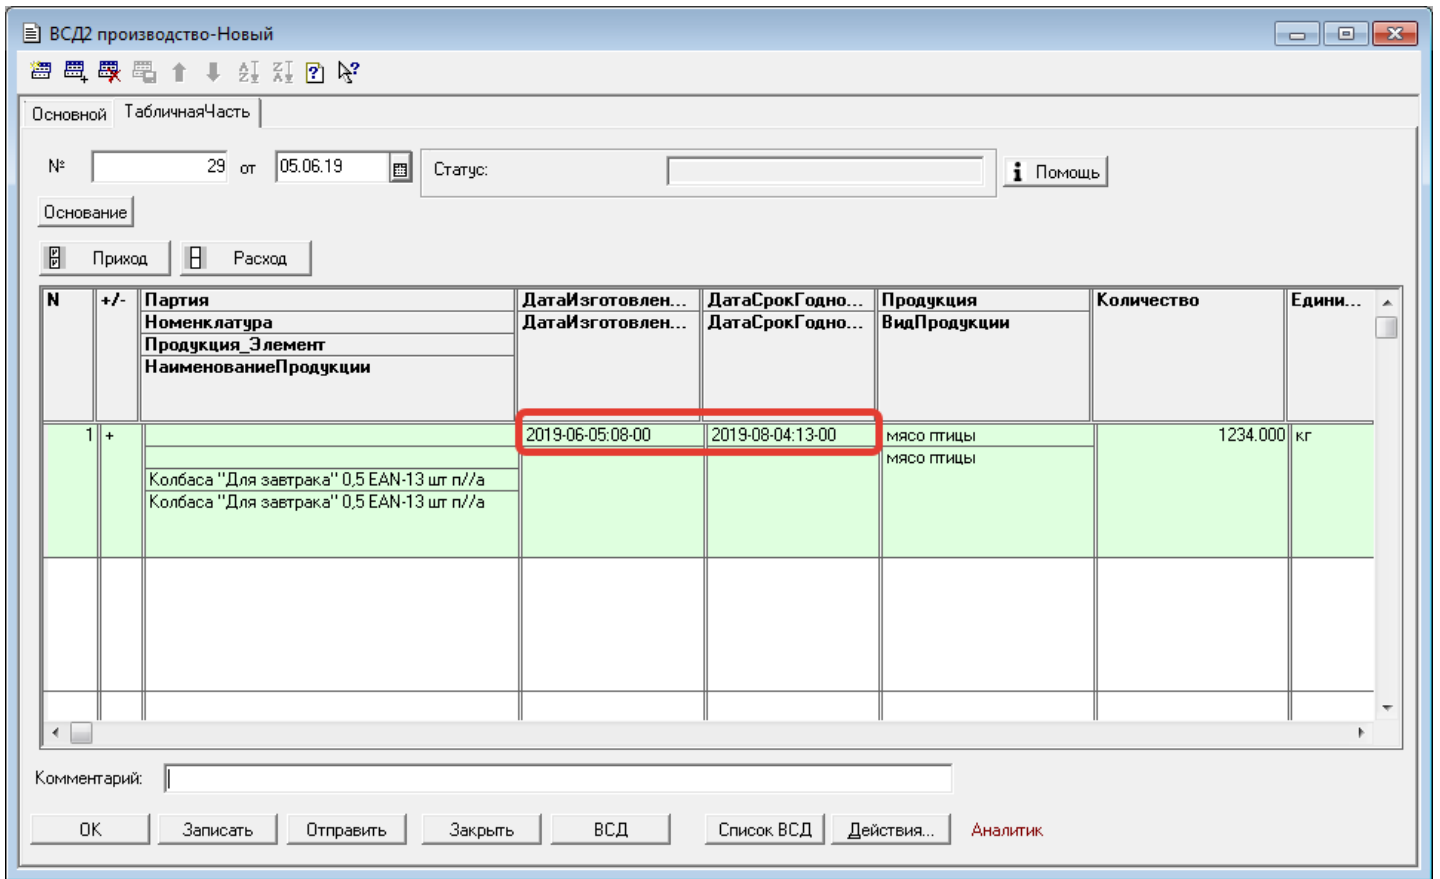 ВСД2 производство-Новый
Основной ТабличнаяЧасть
№ 29 от 05.06.19 Статус: Помощь
Основание
Приход Расход
N +/- Партия ДатаИзготовлен... ДатаСрокГодно... Продукция Количество Едини...
Номенклатура ДатаИзготовлен... ДатаСрокГодно... ВидПродукции
Продукция_Элемент
НаименованиеПродукции
1 + 2019-06-05:08-00 2019-08-04:13-00 мясо птицы 1234.000 кг
мясо птицы
Колбаса "Для завтрака" 0,5 EAN-13 шт п//а
Колбаса "Для завтрака" 0,5 EAN-13 шт п//а
Комментарий:
OK Записать Отправить Закрыть ВСД Список ВСД Действия... Аналитик